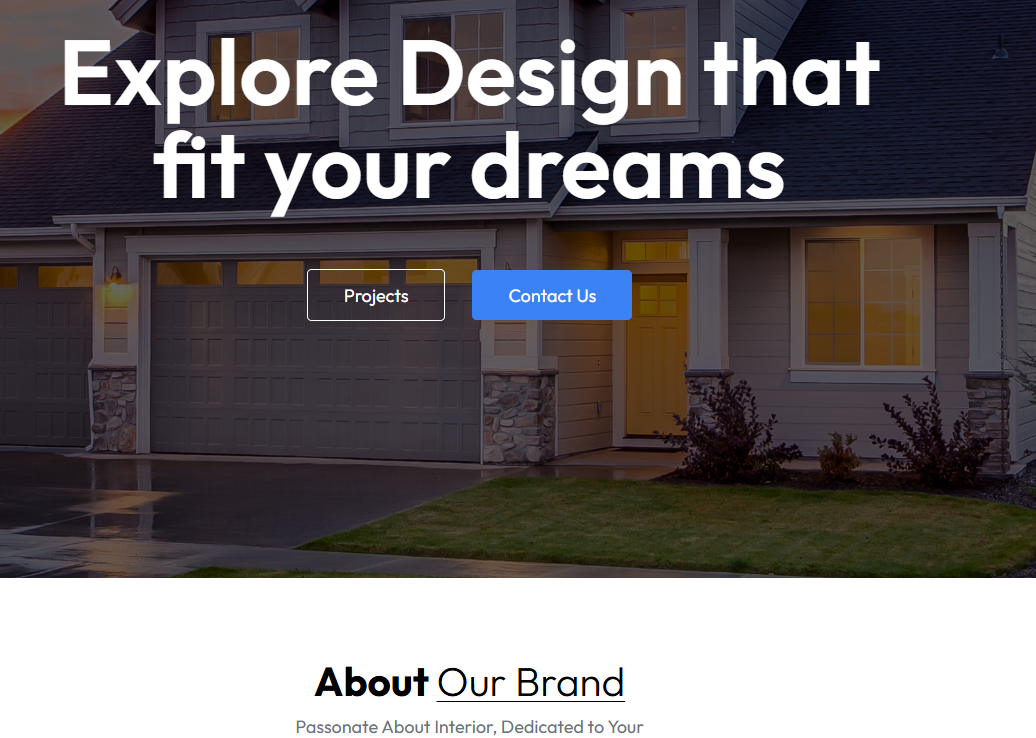 Explore Design that
fit your dreams
Projects
Contact Us
About Our Brand
Passonate About Interior, Dedicated to Your